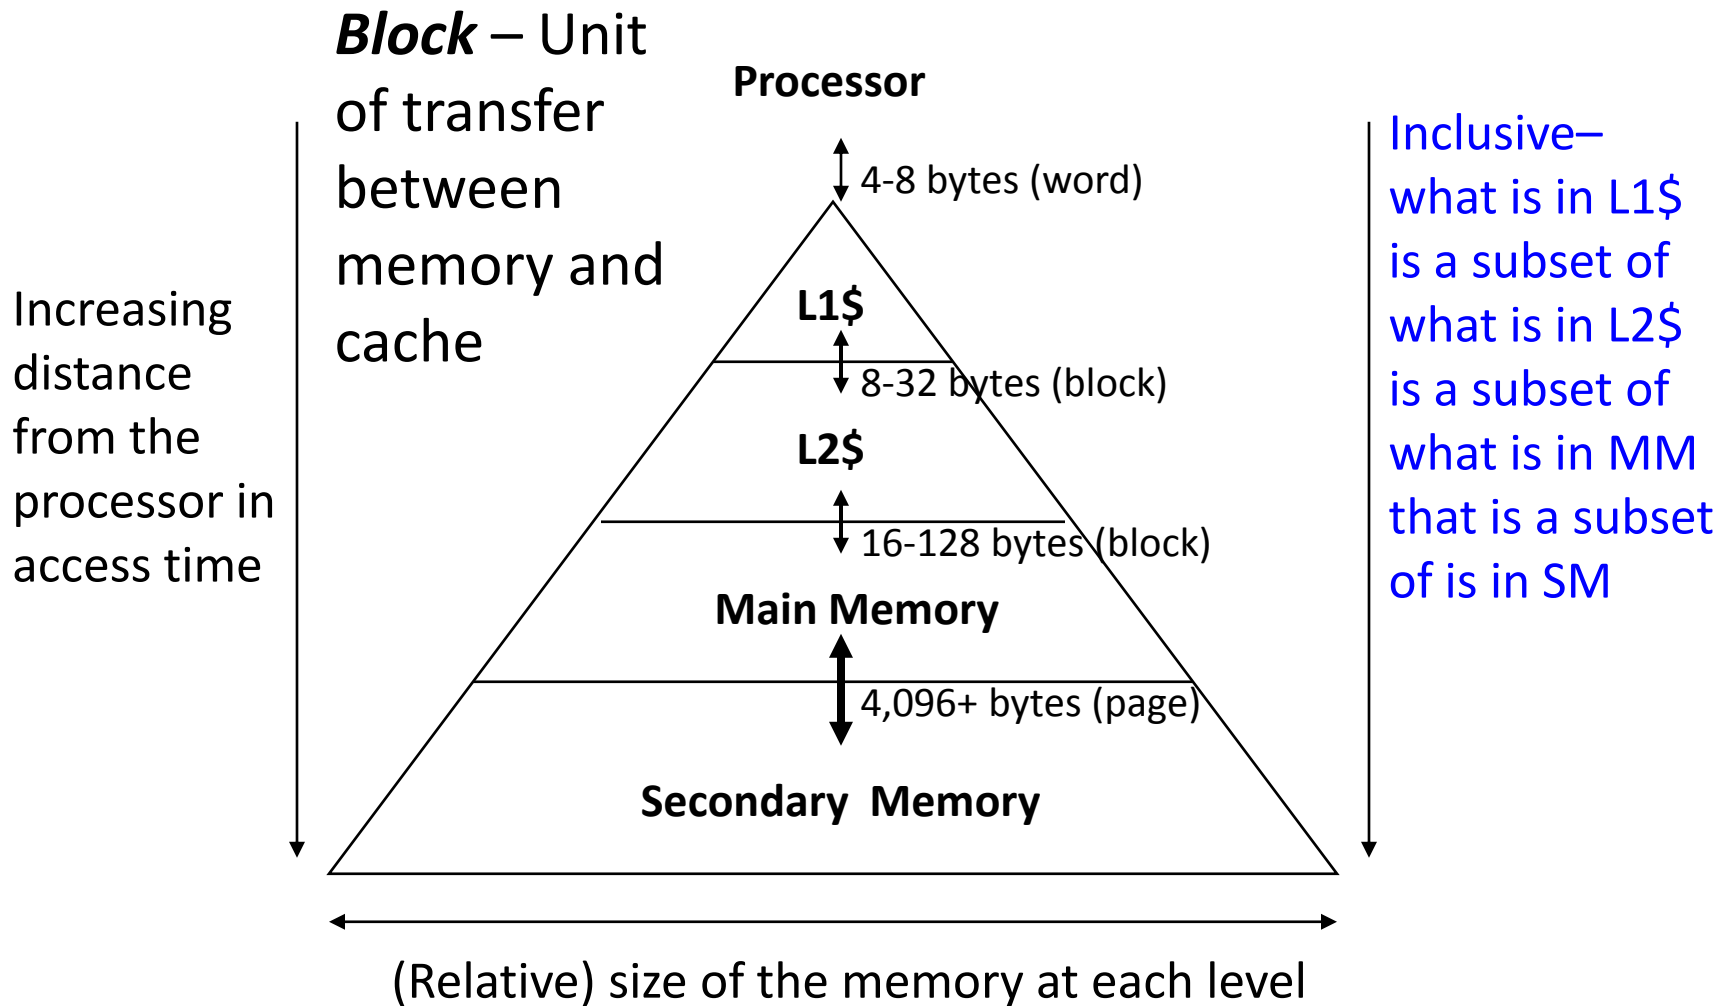 Block – Unit
of transfer
between
memory and
cache
Processor
4-8 bytes (word)
Increasing
distance
from the
processor in
access time
L1$
8-32 bytes (block)
L2$
16-128 bytes (block)
Main Memory
4,096+ bytes (page)
Secondary  Memory
Inclusive–
what is in L1$
is a subset of
what is in L2$
is a subset of
what is in MM
that is a subset
of is in SM
(Relative) size of the memory at each level